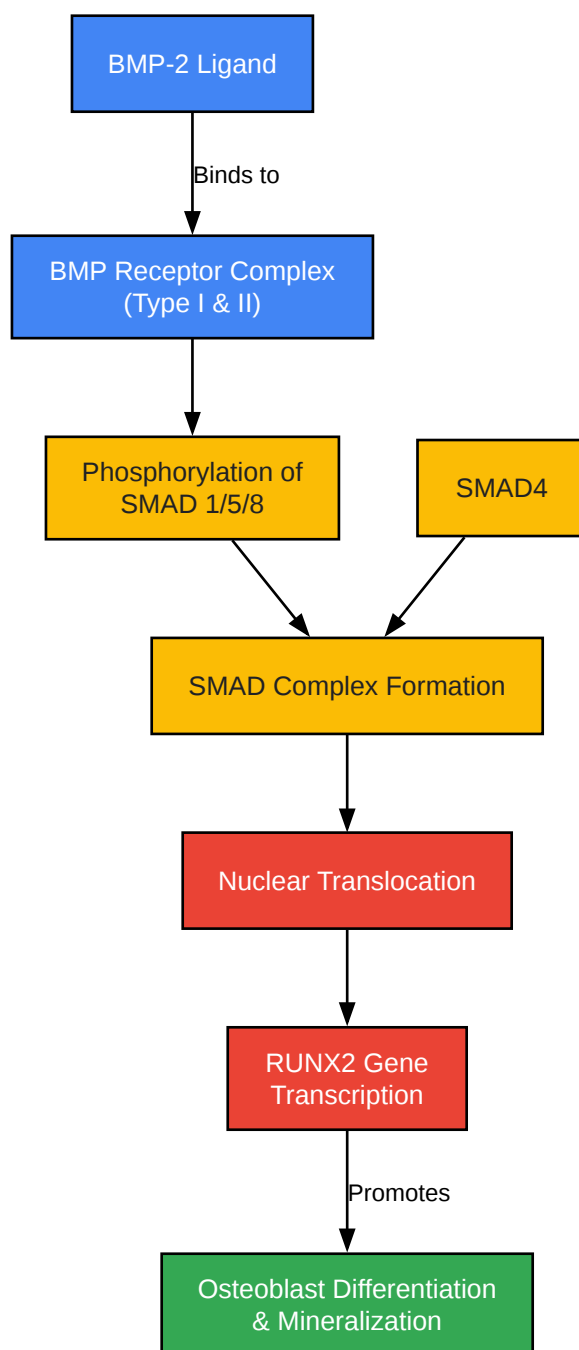 BMP-2 Ligand
Binds to
BMP Receptor Complex
(Type I & II)
Phosphorylation of
SMAD 1/5/8
SMAD4
SMAD Complex Formation
Nuclear Translocation
RUNX2 Gene
Transcription
Promotes
Osteoblast Differentiation
& Mineralization